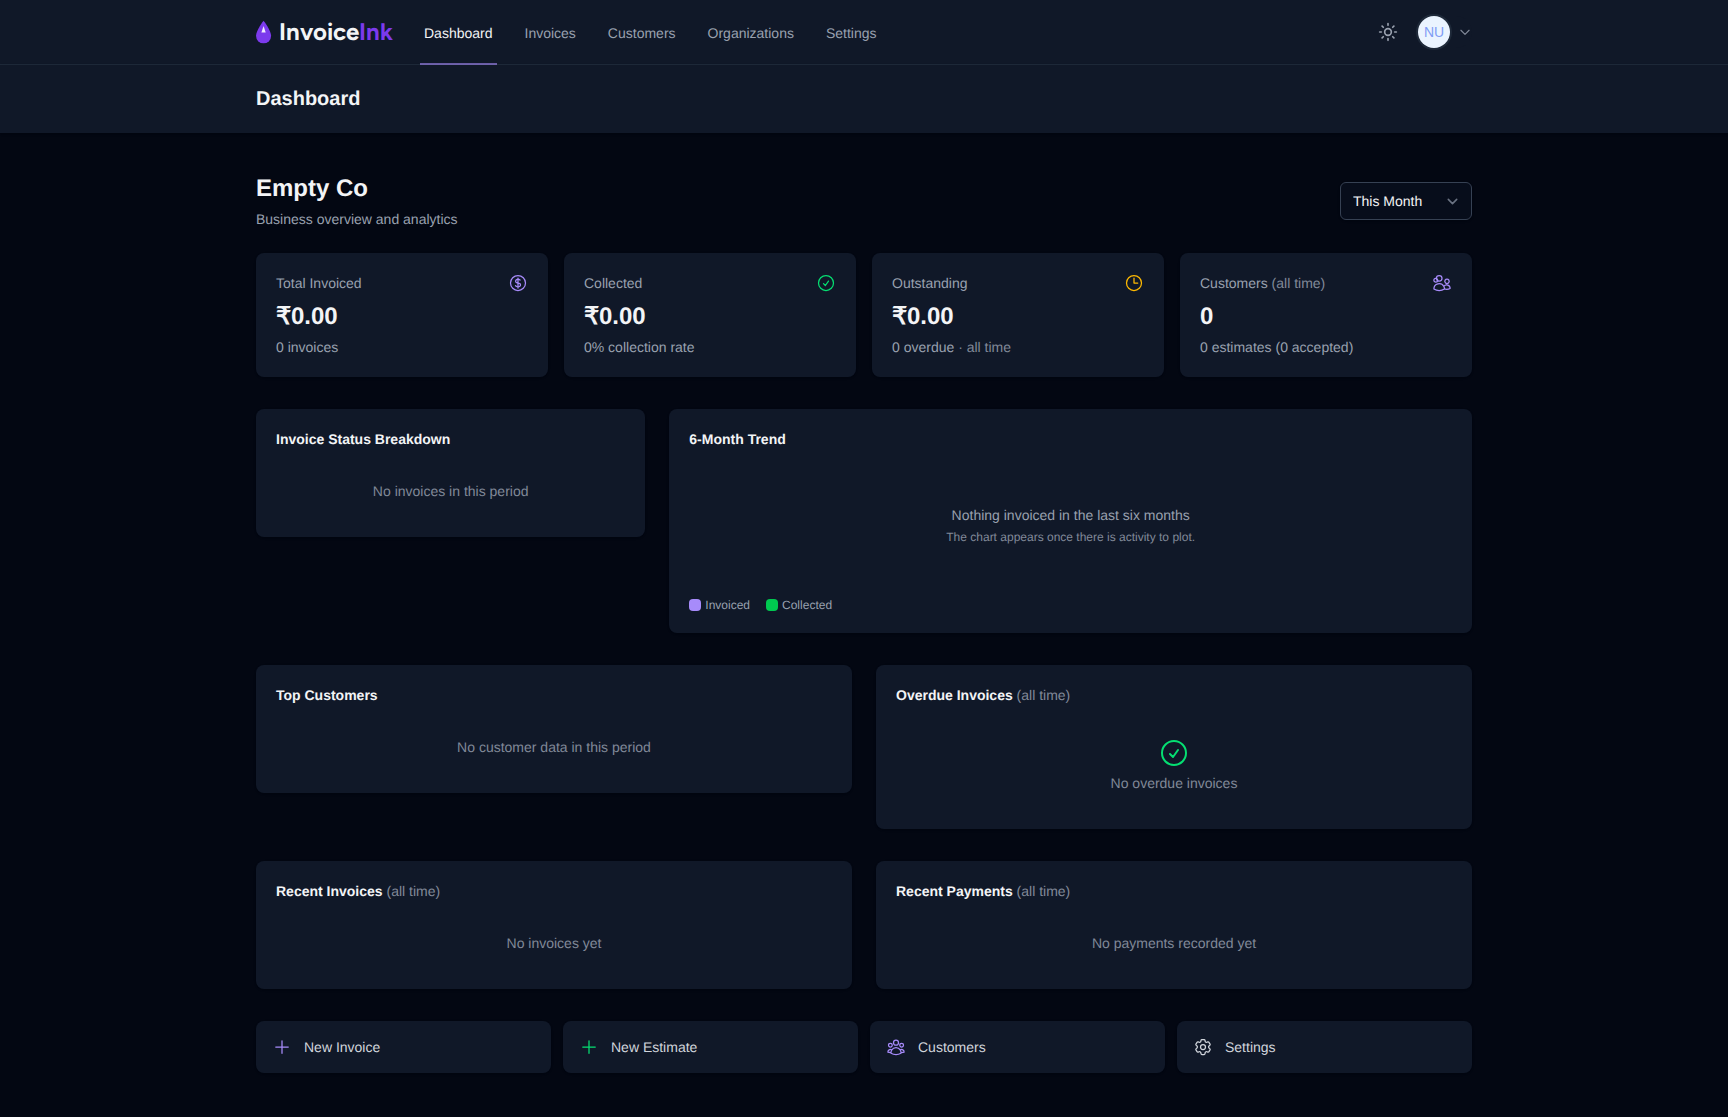 InvoiceInk Dashboard Invoices Customers Organizations Settings NU
Dashboard
Empty Co
Business overview and analytics
This Month
Total Invoiced
₹0.00
0 invoices
Collected
₹0.00
0% collection rate
Outstanding
₹0.00
0 overdue · all time
Customers (all time)
0
0 estimates (0 accepted)
Invoice Status Breakdown
No invoices in this period
6-Month Trend
Nothing invoiced in the last six months
The chart appears once there is activity to plot.
Invoiced Collected
Top Customers
No customer data in this period
Overdue Invoices (all time)
No overdue invoices
Recent Invoices (all time)
No invoices yet
Recent Payments (all time)
No payments recorded yet
New Invoice
New Estimate
Customers
Settings